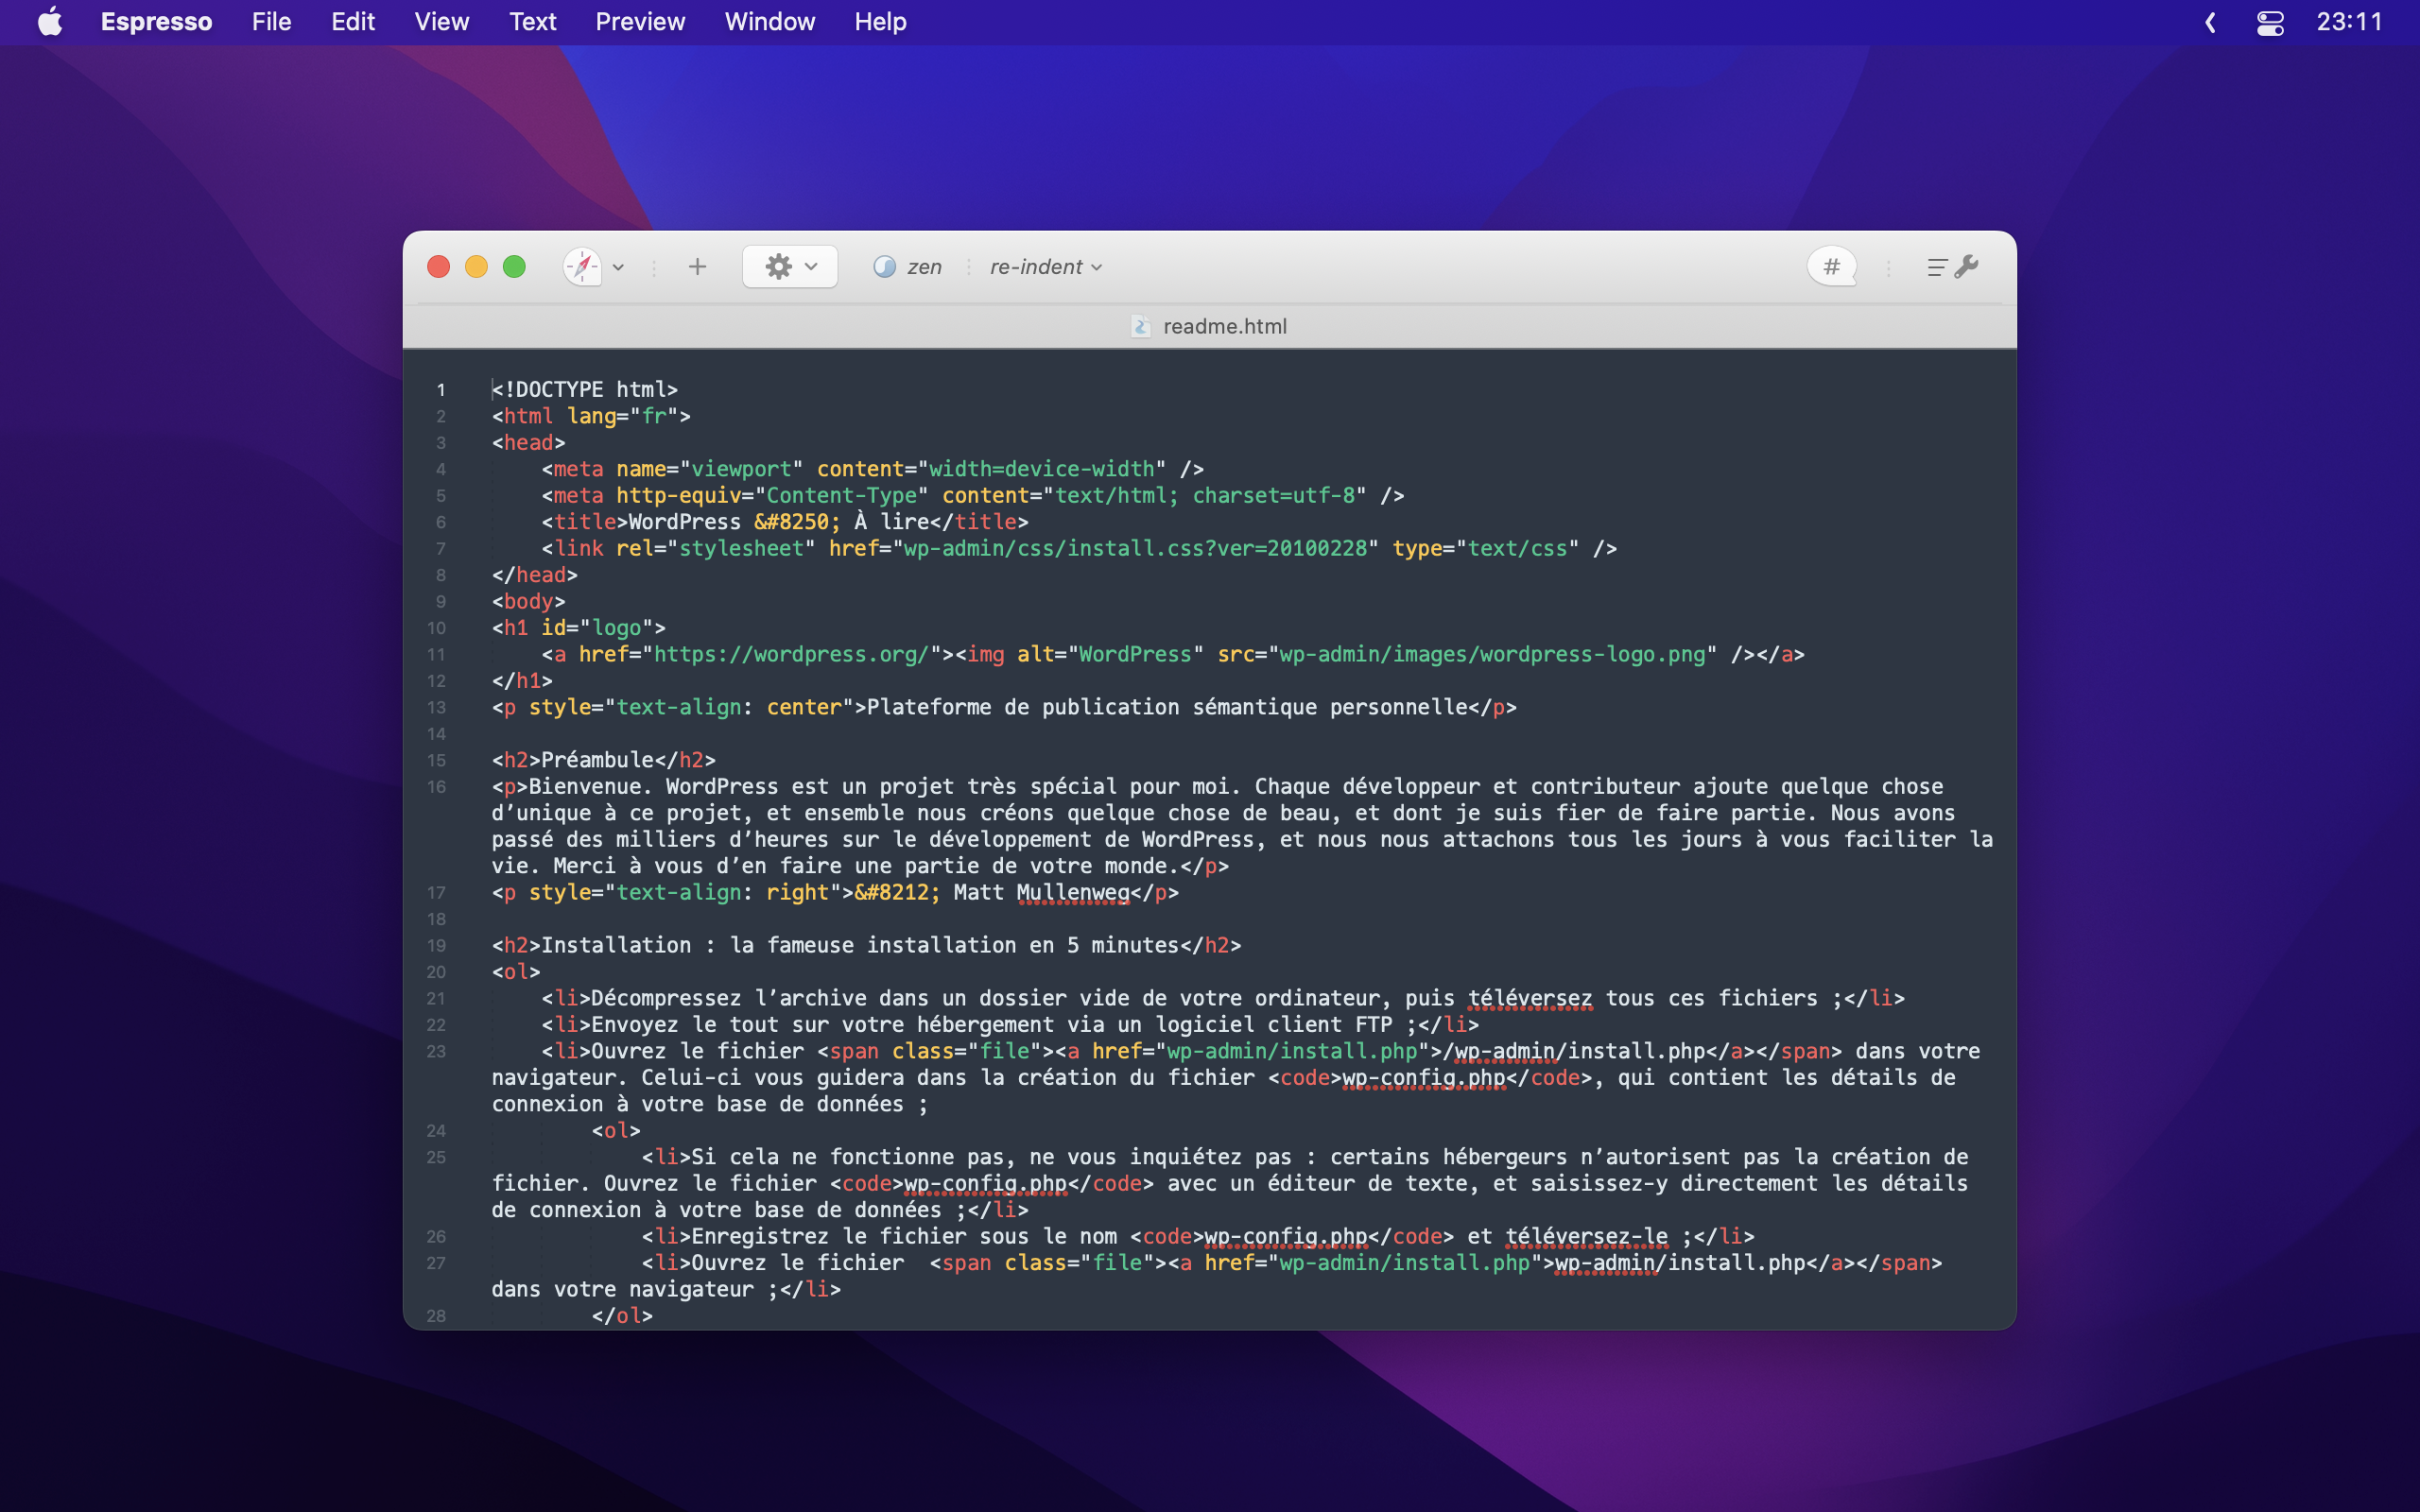 Espresso File Edit View Text Preview Window Help 23:11
zen re-indent #
readme.html
1 <!DOCTYPE html>
2 <html lang="fr">
3 <head>
4 <meta name="viewport" content="width=device-width" />
5 <meta http-equiv="Content-Type" content="text/html; charset=utf-8" />
6 <title>WordPress &#8250; À lire</title>
7 <link rel="stylesheet" href="wp-admin/css/install.css?ver=20100228" type="text/css" />
8 </head>
9 <body>
10 <h1 id="logo">
11 <a href="https://wordpress.org/"><img alt="WordPress" src="wp-admin/images/wordpress-logo.png" /></a>
12 </h1>
13 <p style="text-align: center">Plateforme de publication sémantique personnelle</p>
14
15 <h2>Préambule</h2>
16 <p>Bienvenue. WordPress est un projet très spécial pour moi. Chaque développeur et contributeur ajoute quelque chose
d’unique à ce projet, et ensemble nous créons quelque chose de beau, et dont je suis fier de faire partie. Nous avons
passé des milliers d’heures sur le développement de WordPress, et nous nous attachons tous les jours à vous faciliter la
vie. Merci à vous d’en faire une partie de votre monde.</p>
17 <p style="text-align: right">&#8212; Matt Mullenweg</p>
18
19 <h2>Installation : la fameuse installation en 5 minutes</h2>
20 <ol>
21 <li>Décompressez l’archive dans un dossier vide de votre ordinateur, puis téléversez tous ces fichiers ;</li>
22 <li>Envoyez le tout sur votre hébergement via un logiciel client FTP ;</li>
23 <li>Ouvrez le fichier <span class="file"><a href="wp-admin/install.php">/wp-admin/install.php</a></span> dans votre
navigateur. Celui-ci vous guidera dans la création du fichier <code>wp-config.php</code>, qui contient les détails de
connexion à votre base de données ;
24 <ol>
25 <li>Si cela ne fonctionne pas, ne vous inquiétez pas : certains hébergeurs n’autorisent pas la création de
fichier. Ouvrez le fichier <code>wp-config.php</code> avec un éditeur de texte, et saisissez-y directement les détails
de connexion à votre base de données ;</li>
26 <li>Enregistrez le fichier sous le nom <code>wp-config.php</code> et téléversez-le ;</li>
27 <li>Ouvrez le fichier  <span class="file"><a href="wp-admin/install.php">wp-admin/install.php</a></span>
dans votre navigateur ;</li>
28 </ol>